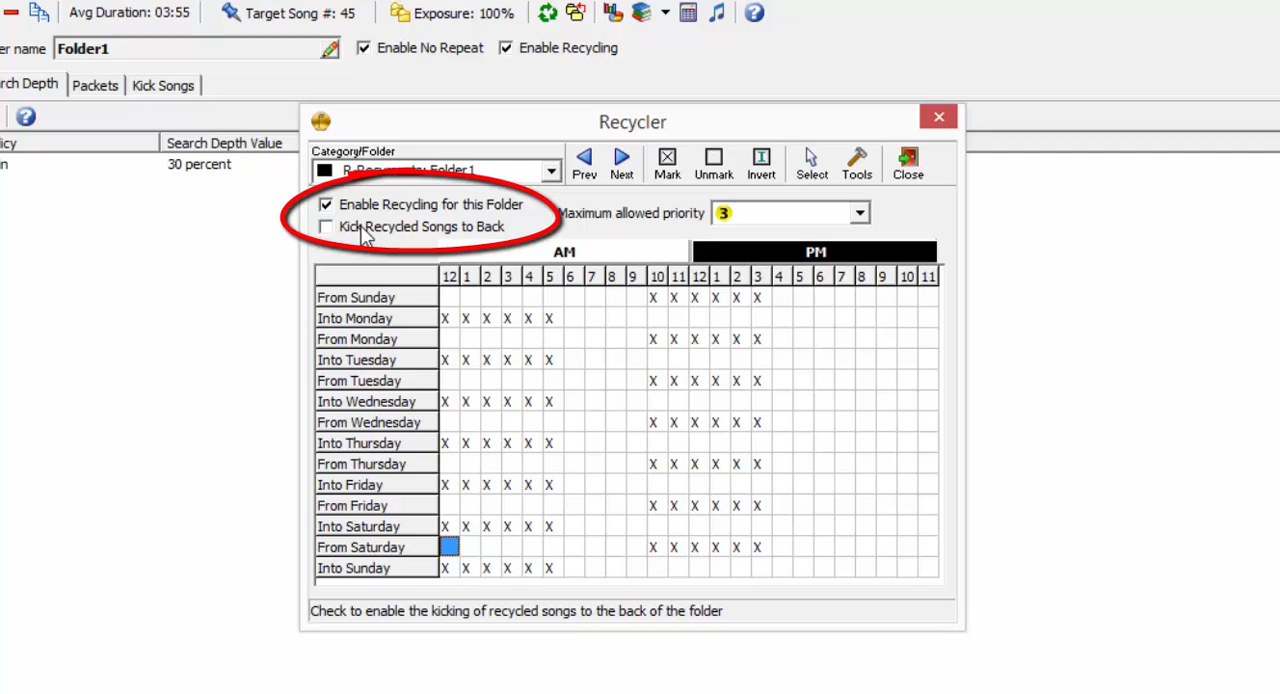 Avg Duration: 03:55 Target Song #: 45 Exposure: 100%
er name Folder1 Enable No Repeat Enable Recycling
rch Depth Packets Kick Songs
icy Search Depth Value
n 30 percent
Recycler
Category/Folder
Folder1
Prev Next Mark Unmark Invert Select Tools Close
Enable Recycling for this Folder
Maximum allowed priority 3
Kick Recycled Songs to Back
AM PM
12 1 2 3 4 5 6 7 8 9 10 11 12 1 2 3 4 5 6 7 8 9 10 11
From Sunday X X X X X X
Into Monday X X X X X X
From Monday X X X X X X
Into Tuesday X X X X X X
From Tuesday X X X X X X
Into Wednesday X X X X X X
From Wednesday X X X X X X
Into Thursday X X X X X X
From Thursday X X X X X X
Into Friday X X X X X X
From Friday X X X X X X
Into Saturday X X X X X X
From Saturday X X X X X X
Into Sunday X X X X X X
Check to enable the kicking of recycled songs to the back of the folder